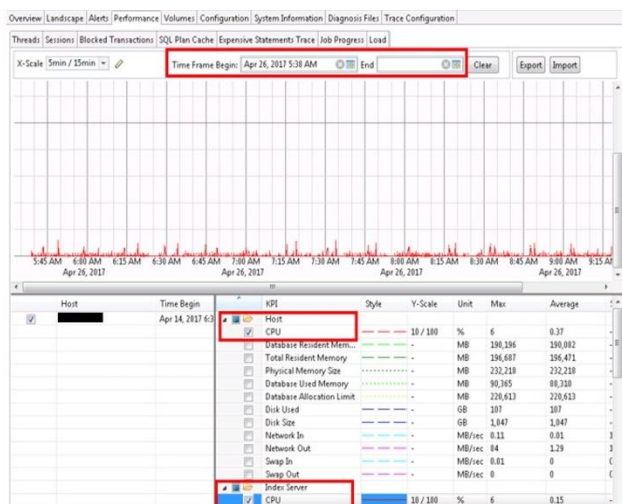 Overview Landscape Alerts Performance Volumes Configuration System Information Diagnosis Files Trace Configuration
Threads Sessions Blocked Transactions SQL Plan Cache Expensive Statements Trace Job Progress Load
X-Scale 5min / 15min Time Frame Begin: Apr 26, 2017 5:38 AM End Clear Export Import
5:45 AM 6:00 AM 6:15 AM 6:30 AM 6:45 AM 7:00 AM 7:15 AM 7:30 AM 7:45 AM 8:00 AM 8:15 AM 8:30 AM 8:45 AM 9:00 AM 9:15 AM
Apr 26, 2017 Apr 26, 2017 Apr 26, 2017 Apr 26, 2017
Host Time Begin KPI Style Y-Scale Unit Max Average
Apr 14, 2017 6:3 Host
CPU 10 / 100 % 6 0.37
Database Resident Mem... - MB 190,196 190,082
Total Resident Memory - MB 196,687 196,471
Physical Memory Size - MB 232,218 232,218
Database Used Memory - MB 90,365 88,310
Database Allocation Limit - MB 220,613 220,613
Disk Used - GB 107 107
Disk Size - GB 1,047 1,047
Network In - MB/sec 0.11 0.01
Network Out - MB/sec 84 1.29
Swap In - MB/sec 0.01 0
Swap Out - MB/sec 0 0
Index Server
CPU 10 / 100 % 6 0.15